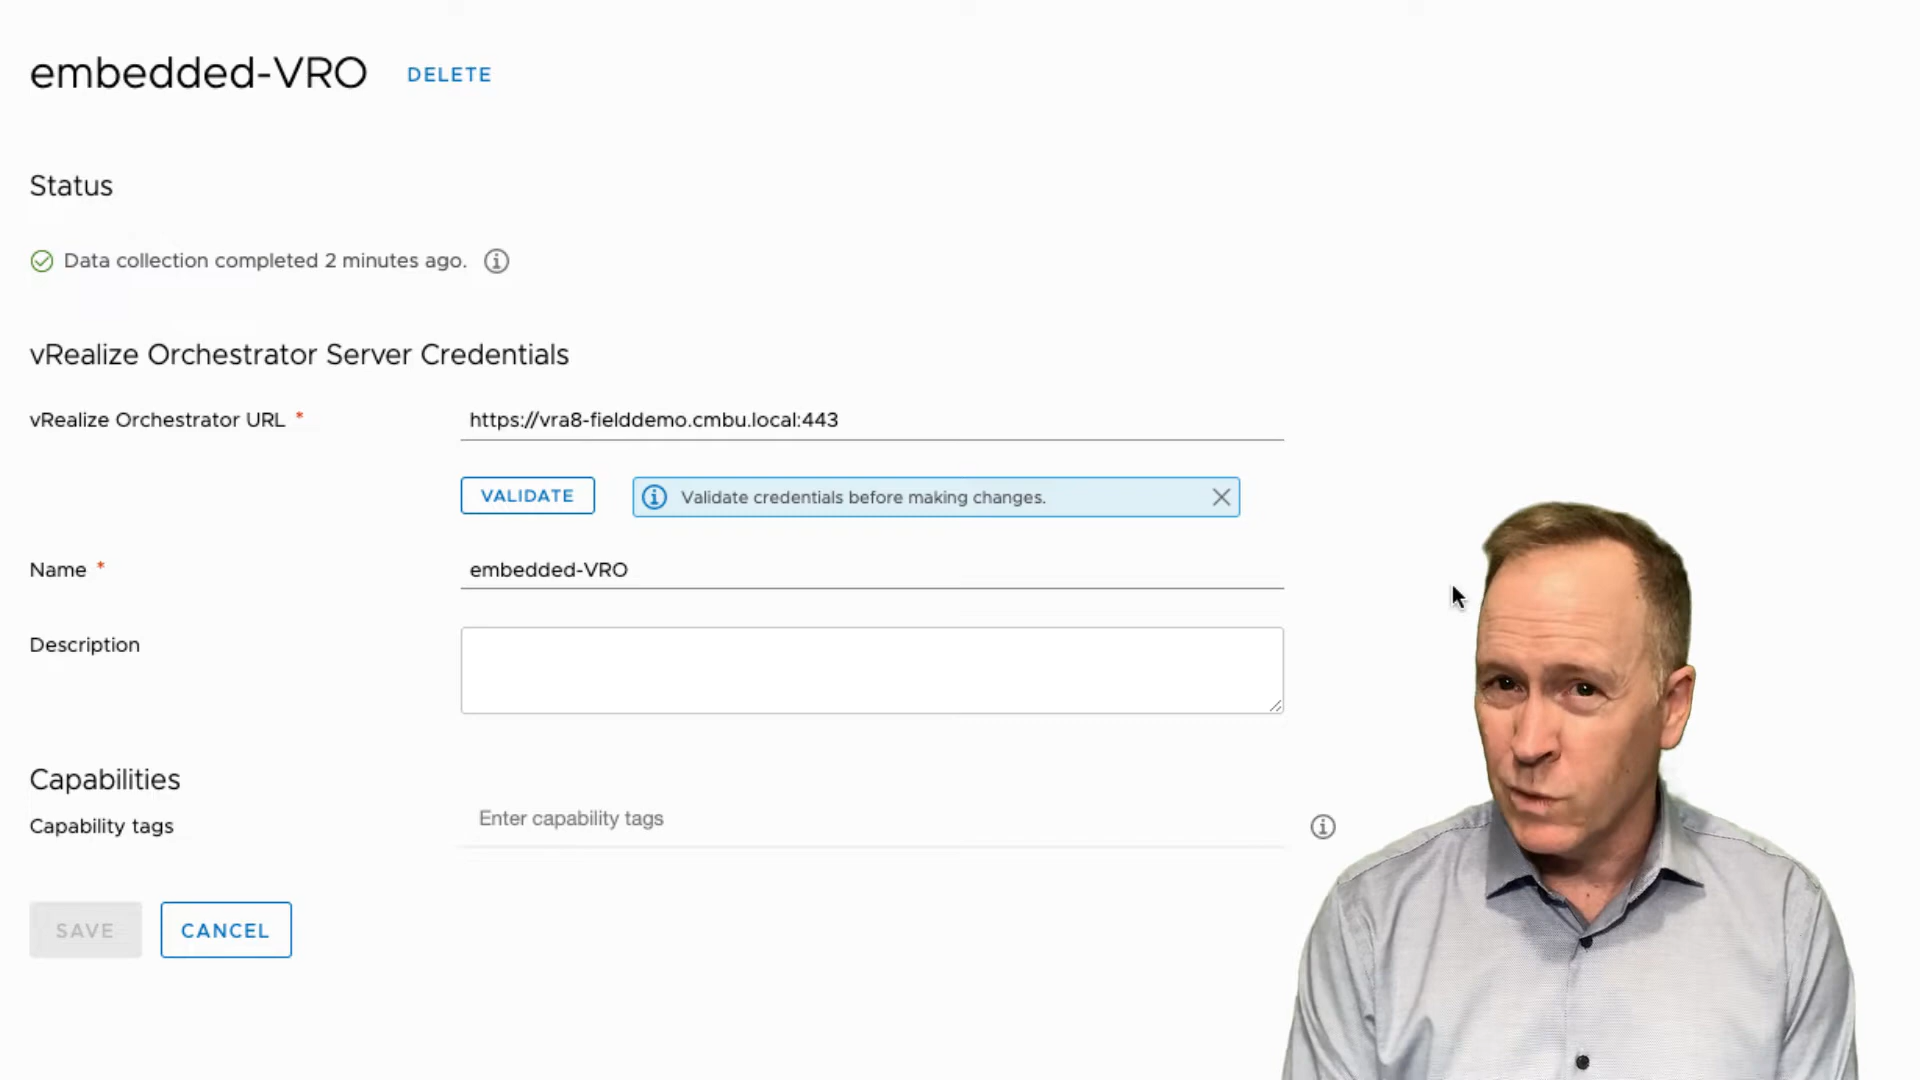 embedded-VRO DELETE
Status
Data collection completed 2 minutes ago.
vRealize Orchestrator Server Credentials
vRealize Orchestrator URL * https://vra8-fielddemo.cmbu.local:443
VALIDATE Validate credentials before making changes.
Name * embedded-VRO
Description
Capabilities
Capability tags Enter capability tags
SAVE CANCEL